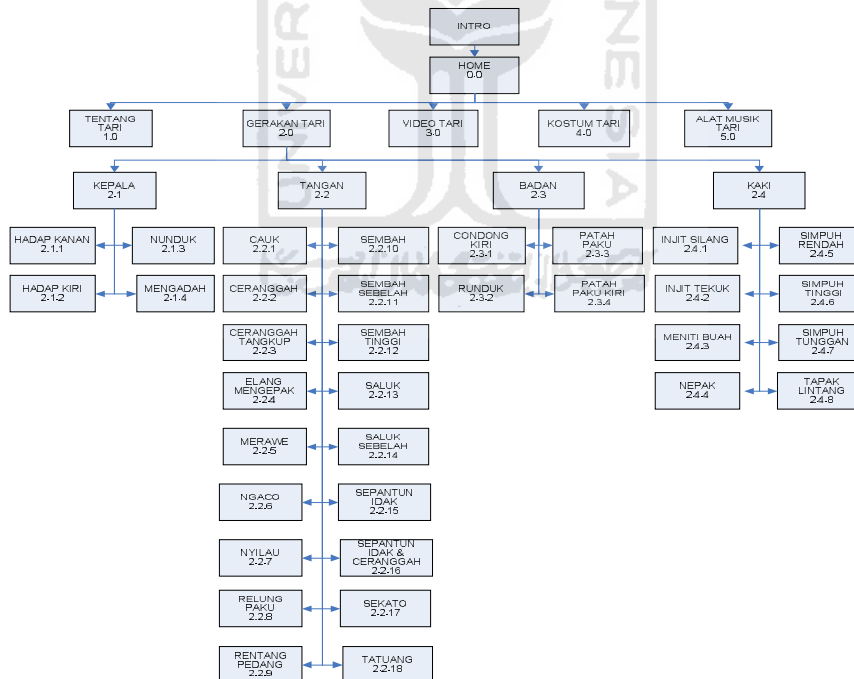 INTRO
HOME
0.0
TENTANG
TARI
1.0
GERAKAN TARI
2-0
VIDEO TARI
3.0
KOSTUM TARI
4-0
ALAT MUSIK
TARI
5.0
KEPALA
2-1
TANGAN
2-2
BADAN
2-3
KAKI
2-4
HADAP KANAN
2.1.1
NUNDUK
2.1.3
HADAP KIRI
2-1-2
MENGADAH
2-1-4
CAUK
2.2.1
SEMBAH
2.2.10
CERANGGAH
2-2-2
SEMBAH
SEBELAH
2.2.11
CERANGGAH
TANGKUP
2-2-3
SEMBAH
TINGGI
2-2-12
ELANG
MENGEPAK
2-2-4
SALUK
2-2-13
MERAWE
2-2-5
SALUK
SEBELAH
2.2.14
NGACO
2.2.6
SEPANTUN
IDAK
2-2-15
NYILAU
2-2-7
SEPANTUN
IDAK &
CERANGGAH
2-2-16
RELUNG
PAKU
2.2.8
SEKATO
2-2-17
RENTANG
PEDANG
2.2.9
TATUANG
2.2-18
CONDONG
KIRI
2-3-1
PATAH
PAKU
2-3-3
RUNDUK
2-3-2
PATAH
PAKU KIRI
2.3.4
INJIT SILANG
2.4.1
SIMPUH
RENDAH
2-4-5
INJIT TEKUK
2-4-2
SIMPUH
TINGGI
2.4.6
MENITI BUAH
2.4.3
SIMPUH
TUNGGAN
2-4-7
NEPAK
2-4-4
TAPAK
LINTANG
2-4-8
UNIVER
NESIA